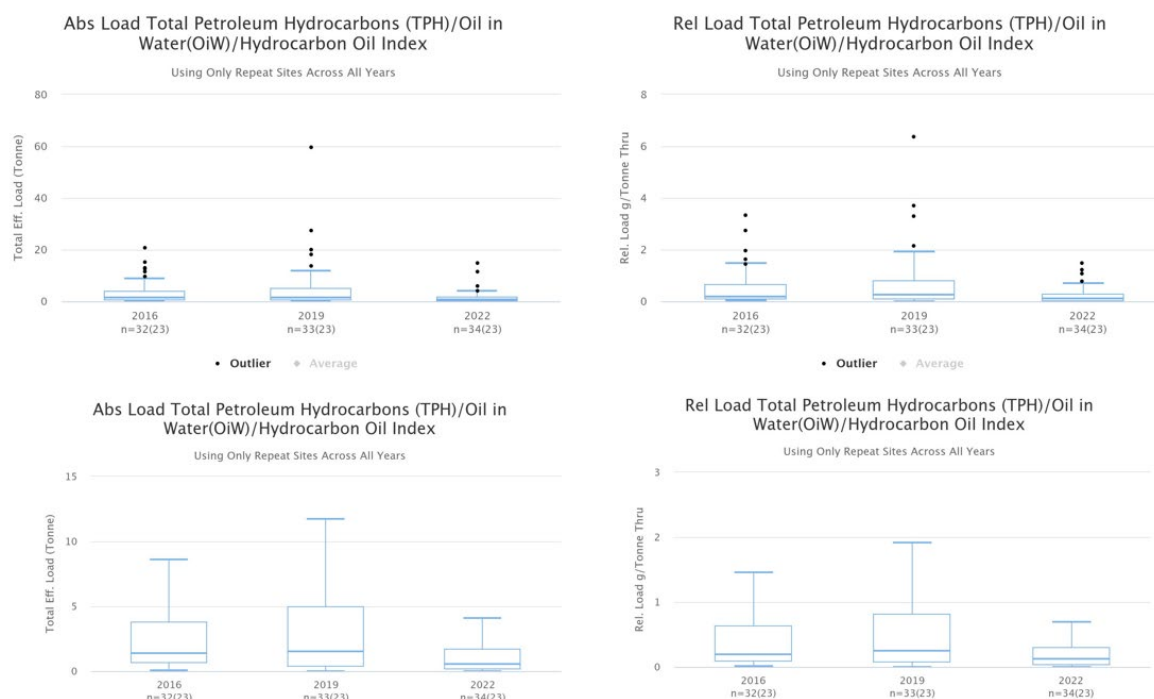 Abs Load Total Petroleum Hydrocarbons (TPH)/Oil in
Water(OiW)/Hydrocarbon Oil Index
Using Only Repeat Sites Across All Years
Total Eff. Load (Tonne)
80
60
40
20
0
2016
n=32(23)
2019
n=33(23)
2022
n=34(23)
Outlier
Average
Rel Load Total Petroleum Hydrocarbons (TPH)/Oil in
Water(OiW)/Hydrocarbon Oil Index
Using Only Repeat Sites Across All Years
Rel. Load g/Tonne Thru
8
6
4
2
0
2016
n=32(23)
2019
n=33(23)
2022
n=34(23)
Outlier
Average
Abs Load Total Petroleum Hydrocarbons (TPH)/Oil in
Water(OiW)/Hydrocarbon Oil Index
Using Only Repeat Sites Across All Years
Total Eff. Load (Tonne)
15
10
5
0
2016
n=32(23)
2019
n=33(23)
2022
n=34(23)
Rel Load Total Petroleum Hydrocarbons (TPH)/Oil in
Water(OiW)/Hydrocarbon Oil Index
Using Only Repeat Sites Across All Years
Rel. Load g/Tonne Thru
3
2
1
0
2016
n=32(23)
2019
n=33(23)
2022
n=34(23)